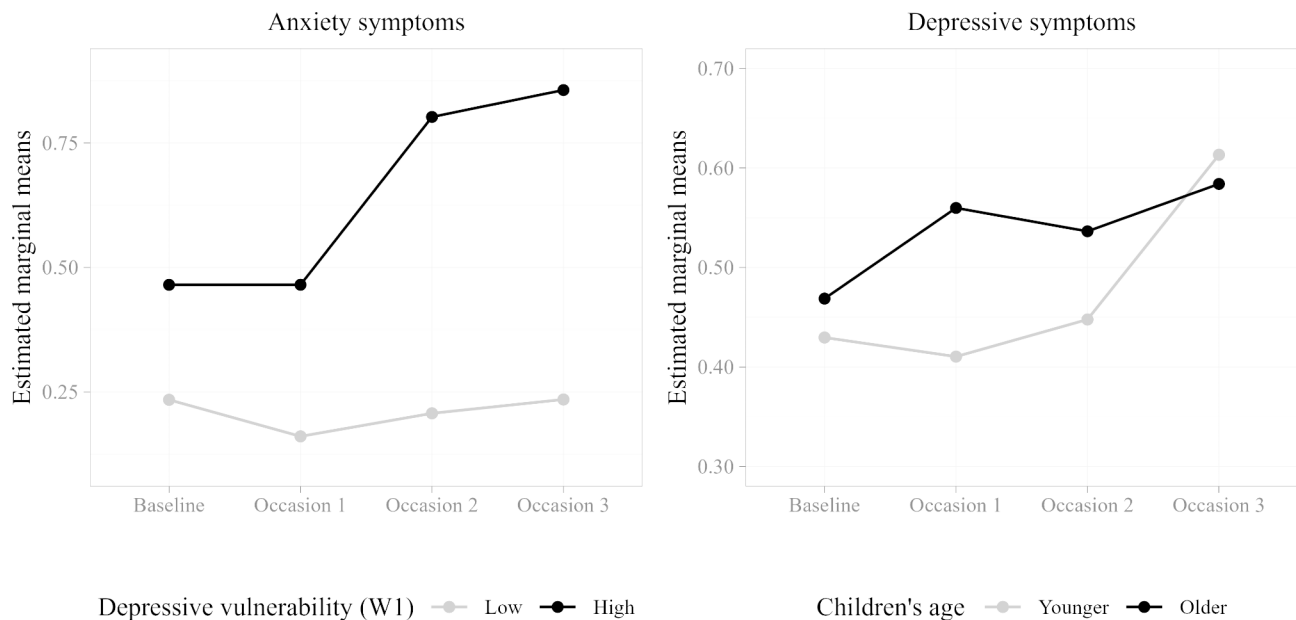 Anxiety symptoms
Estimated marginal means
0.75
0.50
0.25
Baseline Occasion 1 Occasion 2 Occasion 3
Depressive vulnerability (W1) Low High
Depressive symptoms
Estimated marginal means
0.70
0.60
0.50
0.40
0.30
Baseline Occasion 1 Occasion 2 Occasion 3
Children's age Younger Older